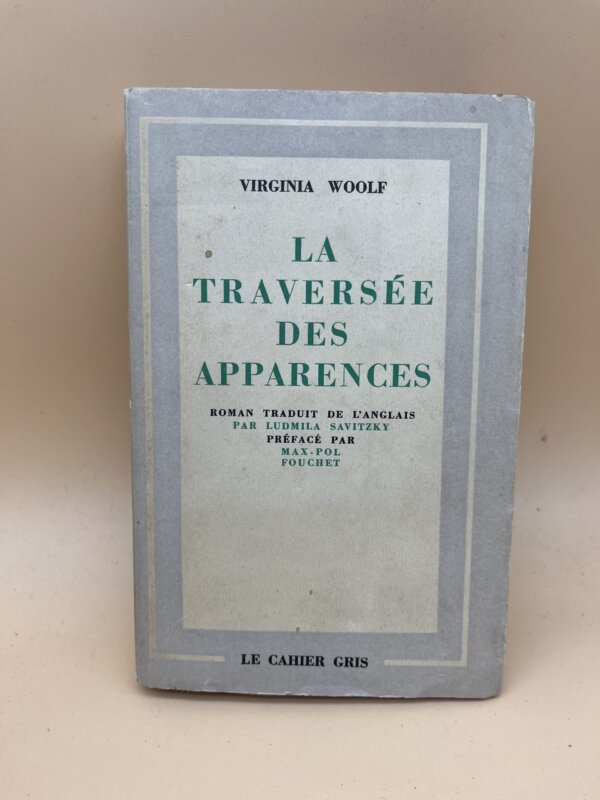 VIRGINIA WOOLF
LA
TRAVERSÉE
DES
APPARENCES
ROMAN TRADUIT DE L'ANGLAIS
PAR LUDMILA SAVITZKY
PRÉFACÉ PAR
MAX-POL
FOUCHET
LE CAHIER GRIS